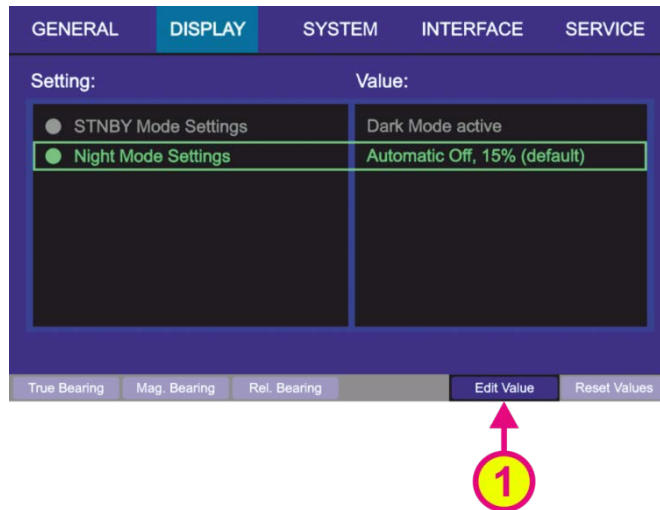 GENERAL DISPLAY SYSTEM INTERFACE SERVICE
Setting: Value:
STNBY Mode Settings Dark Mode active
Night Mode Settings Automatic Off, 15% (default)
True Bearing Mag. Bearing Rel. Bearing Edit Value Reset Values
1